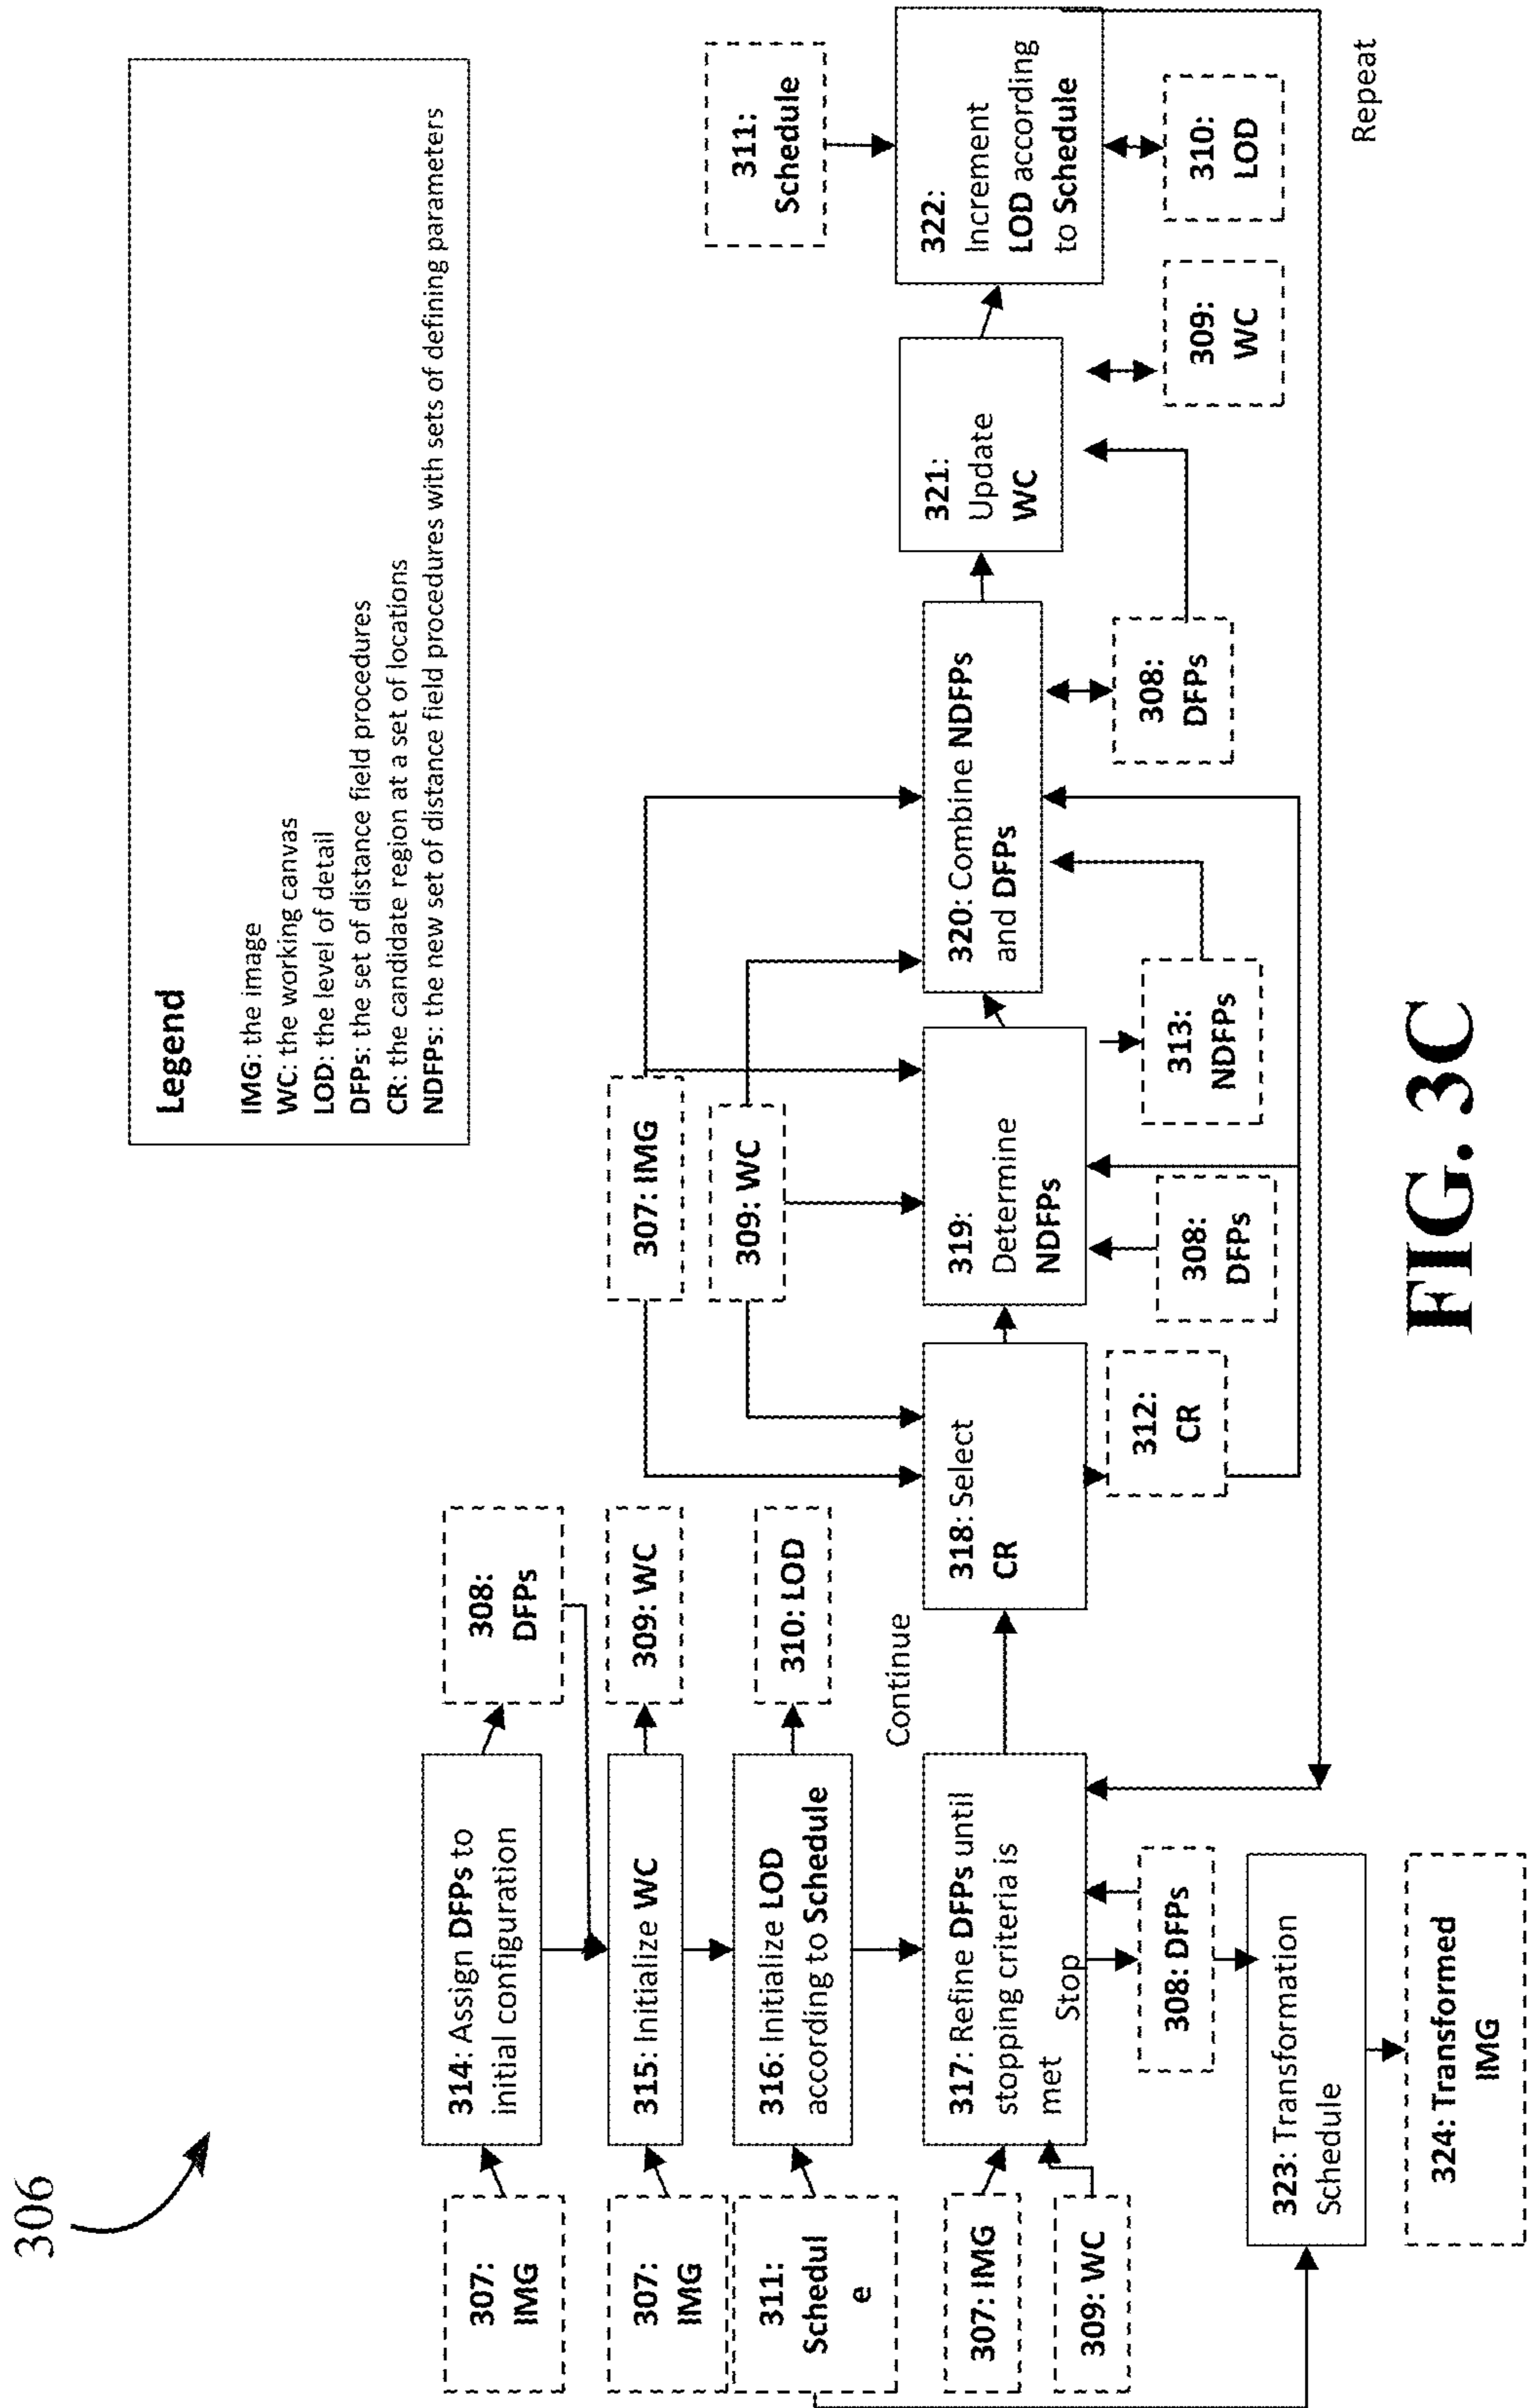 306
Legend
IMG: the image
WC: the working canvas
LOD: the level of detail
DFPs: the set of distance field procedures
CR: the candidate region at a set of locations
NDFPs: the new set of distance field procedures with sets of defining parameters
307:
IMG
314: Assign DFPs to
initial configuration
308:
DFPs
307:
IMG
315: Initialize WC
309: WC
311:
Schedul
e
316: Initialize LOD
according to Schedule
310: LOD
307: IMG
309: WC
317: Refine DFPs until
stopping criteria is
met
Stop
Continue
308: DFPs
323: Transformation
Schedule
324: Transformed
IMG
307: IMG
309: WC
318: Select
CR
312:
CR
319:
Determine
NDFPs
308:
DFPs
313:
NDFPs
320: Combine NDFPs
and DFPs
308:
DFPs
321:
Update
WC
309:
WC
311:
Schedule
322:
Increment
LOD according
to Schedule
310:
LOD
Repeat
FIG. 3C